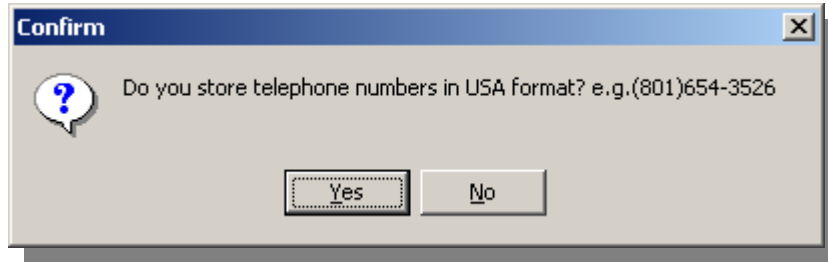 Confirm
Do you store telephone numbers in USA format? e.g.(801)654-3526
Yes
No